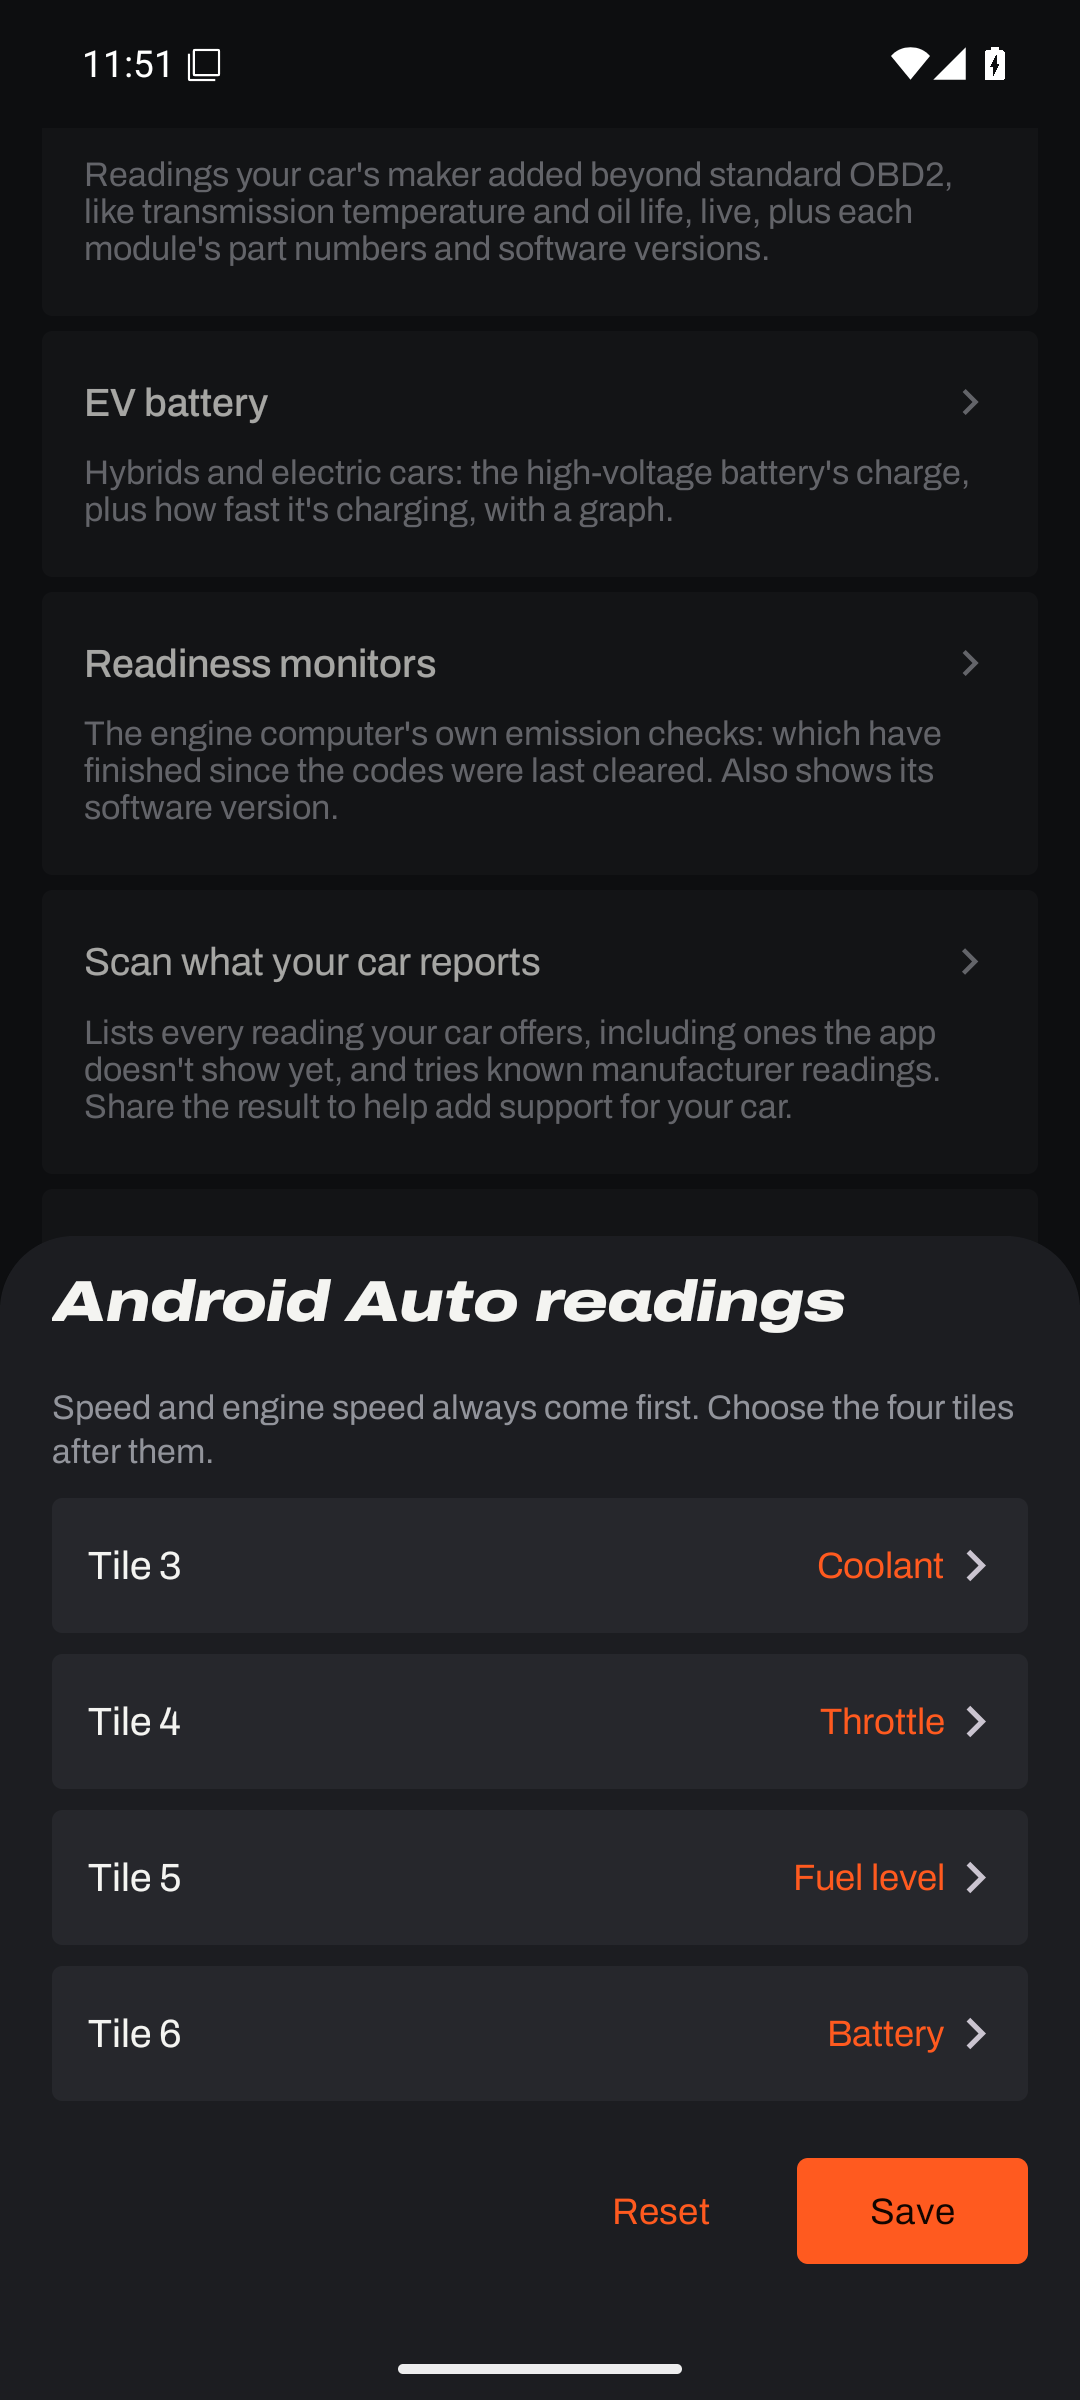 11:51
Readings your car's maker added beyond standard OBD2,
like transmission temperature and oil life, live, plus each
module's part numbers and software versions.
EV battery
Hybrids and electric cars: the high-voltage battery's charge,
plus how fast it's charging, with a graph.
Readiness monitors
The engine computer's own emission checks: which have
finished since the codes were last cleared. Also shows its
software version.
Scan what your car reports
Lists every reading your car offers, including ones the app
doesn't show yet, and tries known manufacturer readings.
Share the result to help add support for your car.
Android Auto readings
Speed and engine speed always come first. Choose the four tiles
after them.
Tile 3 Coolant
Tile 4 Throttle
Tile 5 Fuel level
Tile 6 Battery
Reset Save